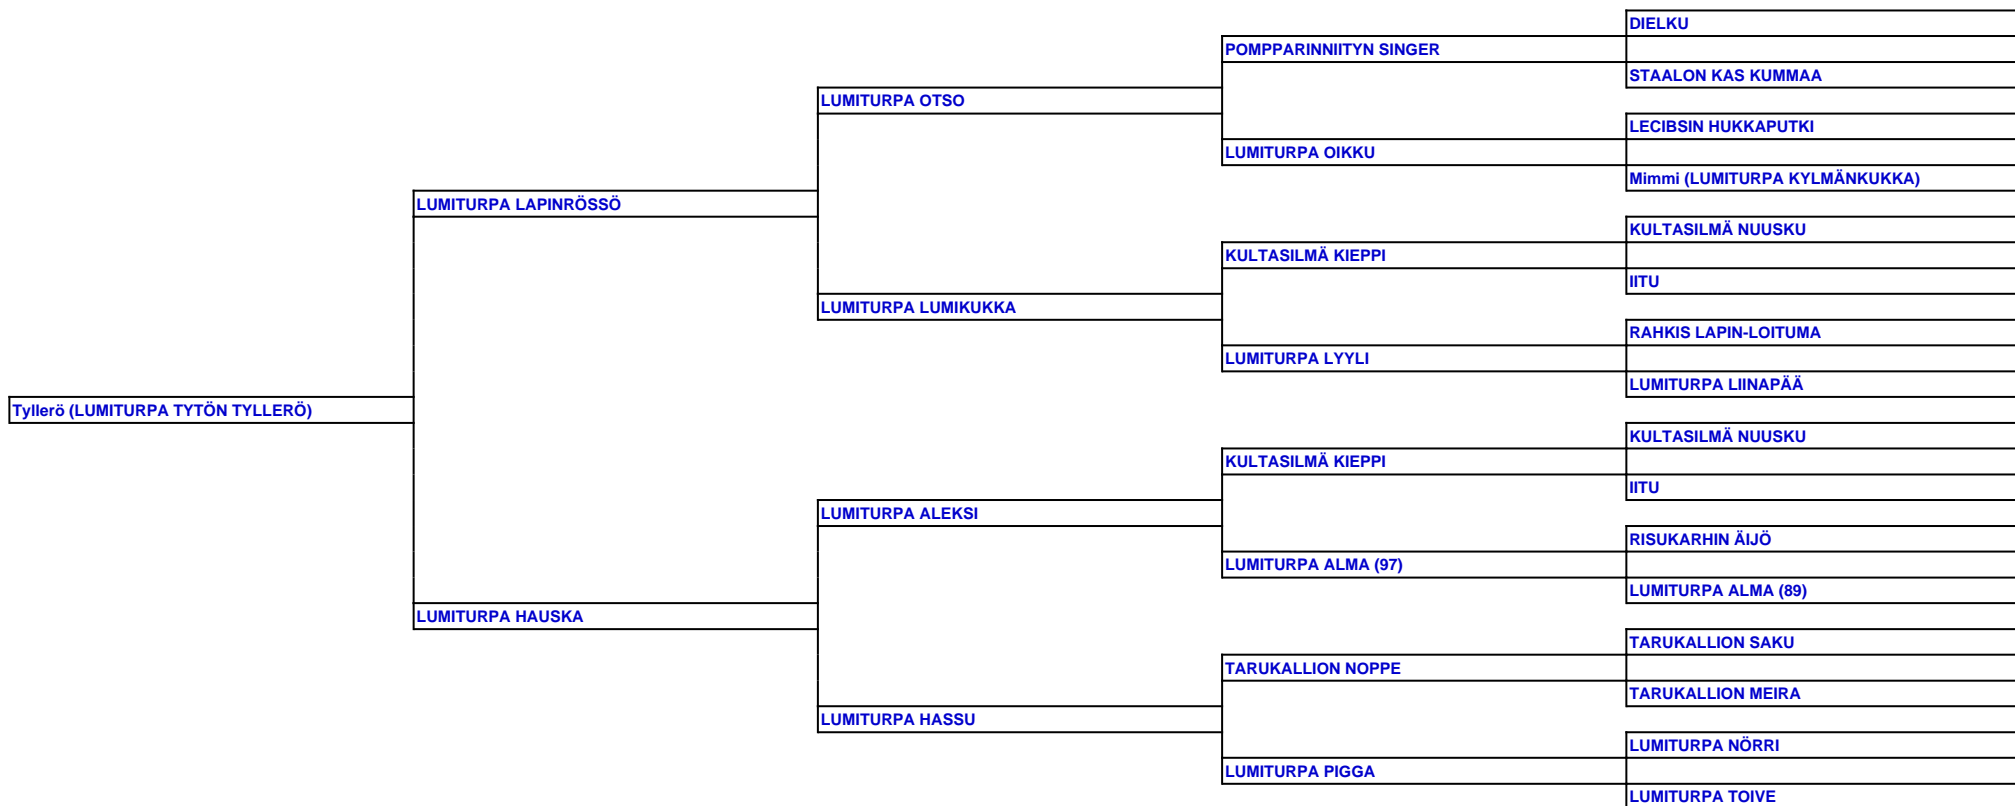 DIELKU
POMPPARINNIITYN SINGER
STAALON KAS KUMMAA
LUMITURPA OTSO
LECIBSIN HUKKAPUTKI
LUMITURPA OIKKU
Mimmi (LUMITURPA KYLMÄNKUKKA)
LUMITURPA LAPINRÖSSÖ
KULTASILMÄ NUUSKU
KULTASILMÄ KIEPPI
IITU
LUMITURPA LUMIKUKKA
RAHKIS LAPIN-LOITUMA
LUMITURPA LYYLI
LUMITURPA LIINAPÄÄ
Tyllerö (LUMITURPA TYTÖN TYLLERÖ)
KULTASILMÄ NUUSKU
KULTASILMÄ KIEPPI
IITU
LUMITURPA ALEKSI
RISUKARHIN ÄIJÖ
LUMITURPA ALMA (97)
LUMITURPA ALMA (89)
LUMITURPA HAUSKA
TARUKALLION SAKU
TARUKALLION NOPPE
TARUKALLION MEIRA
LUMITURPA HASSU
LUMITURPA NÖRRI
LUMITURPA PIGGA
LUMITURPA TOIVE